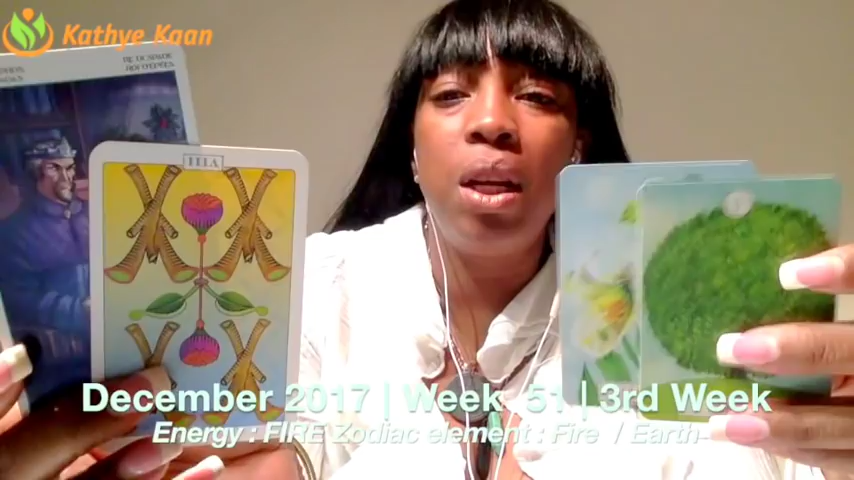 Kathye Kaan
December 2017 | Week 51 | 3rd Week
Energy : FIRE Zodiac element : Fire / Earth